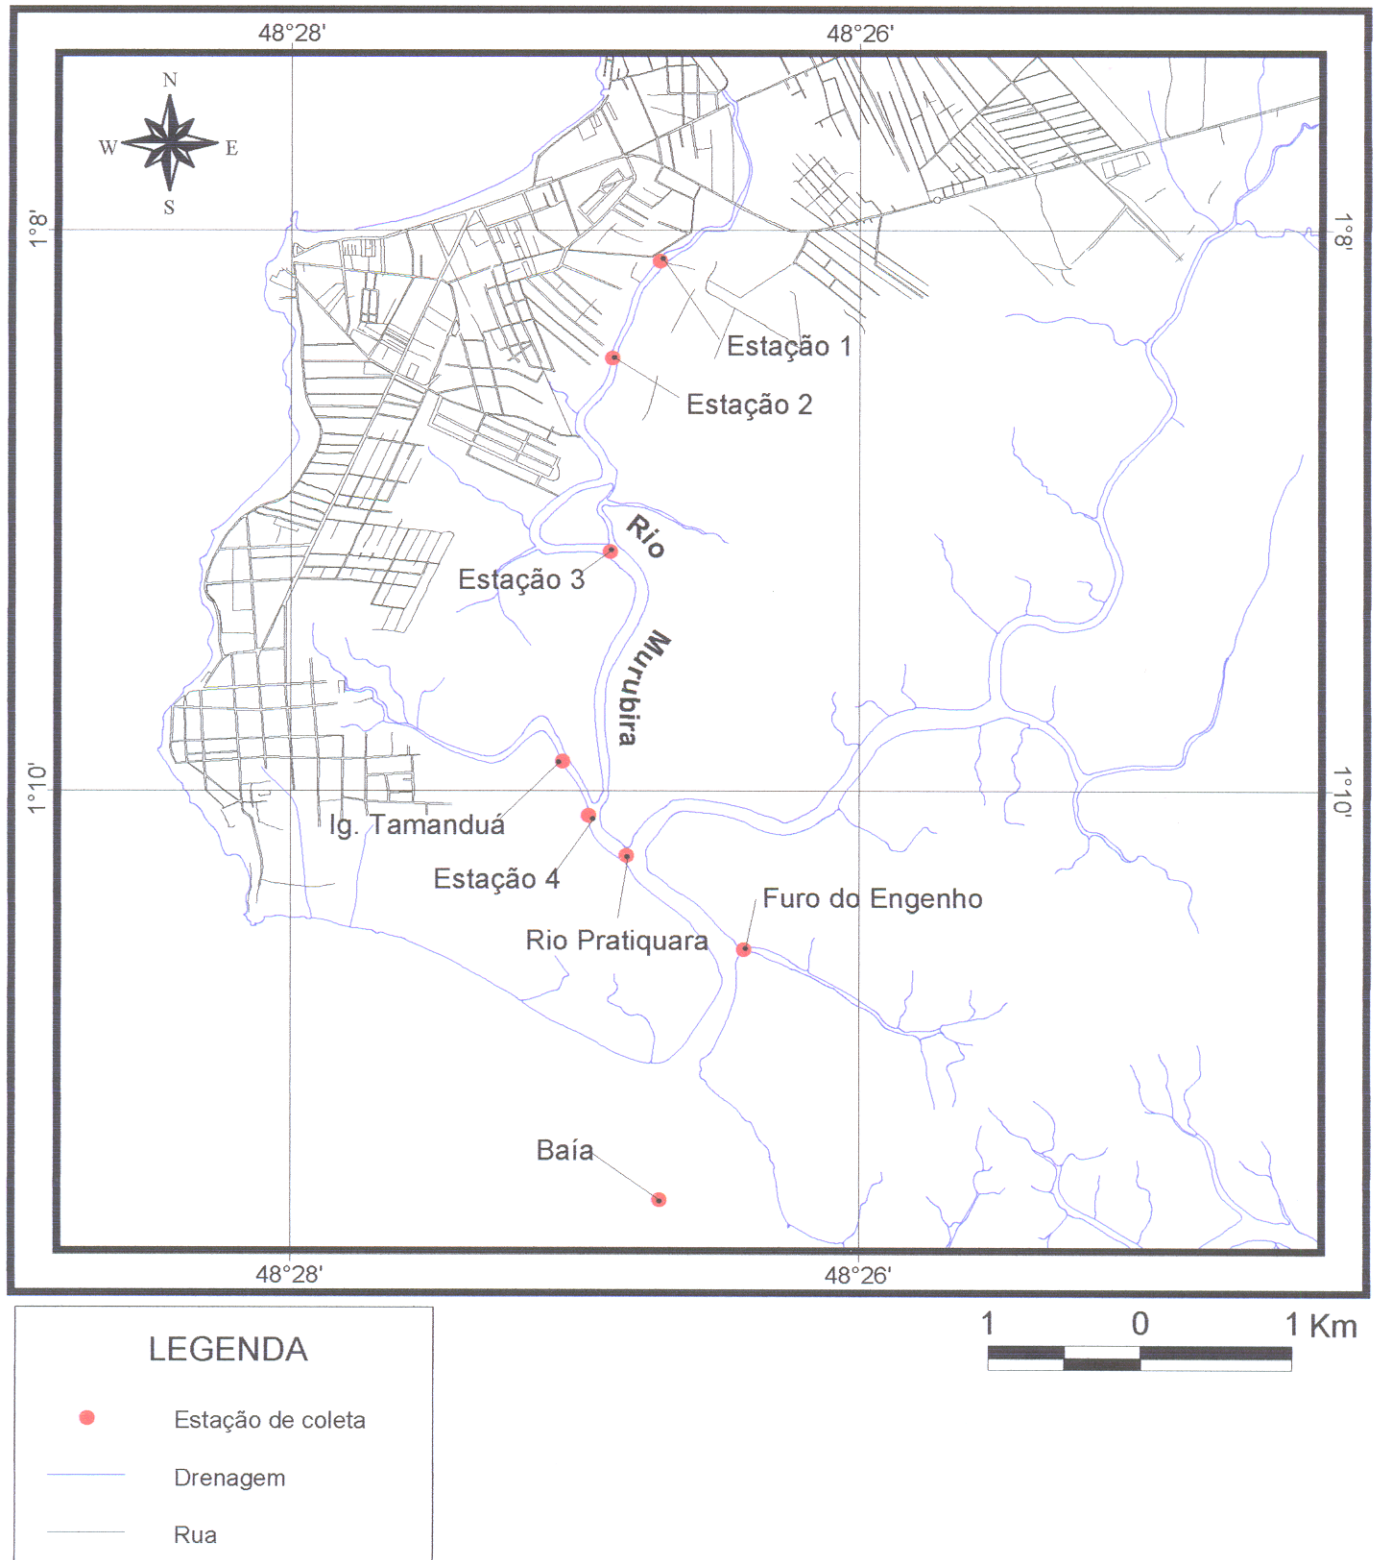 48°28' 48°26'
N
W E
S
1°8' 1°8'
Estação 1
Estação 2
Rio
Estação 3
Murubira
1°10' 1°10'
Ig. Tamanduá
Estação 4
Furo do Engenho
Rio Pratiquara
Baía
48°28' 48°26'
1 0 1 Km
LEGENDA
Estação de coleta
Drenagem
Rua